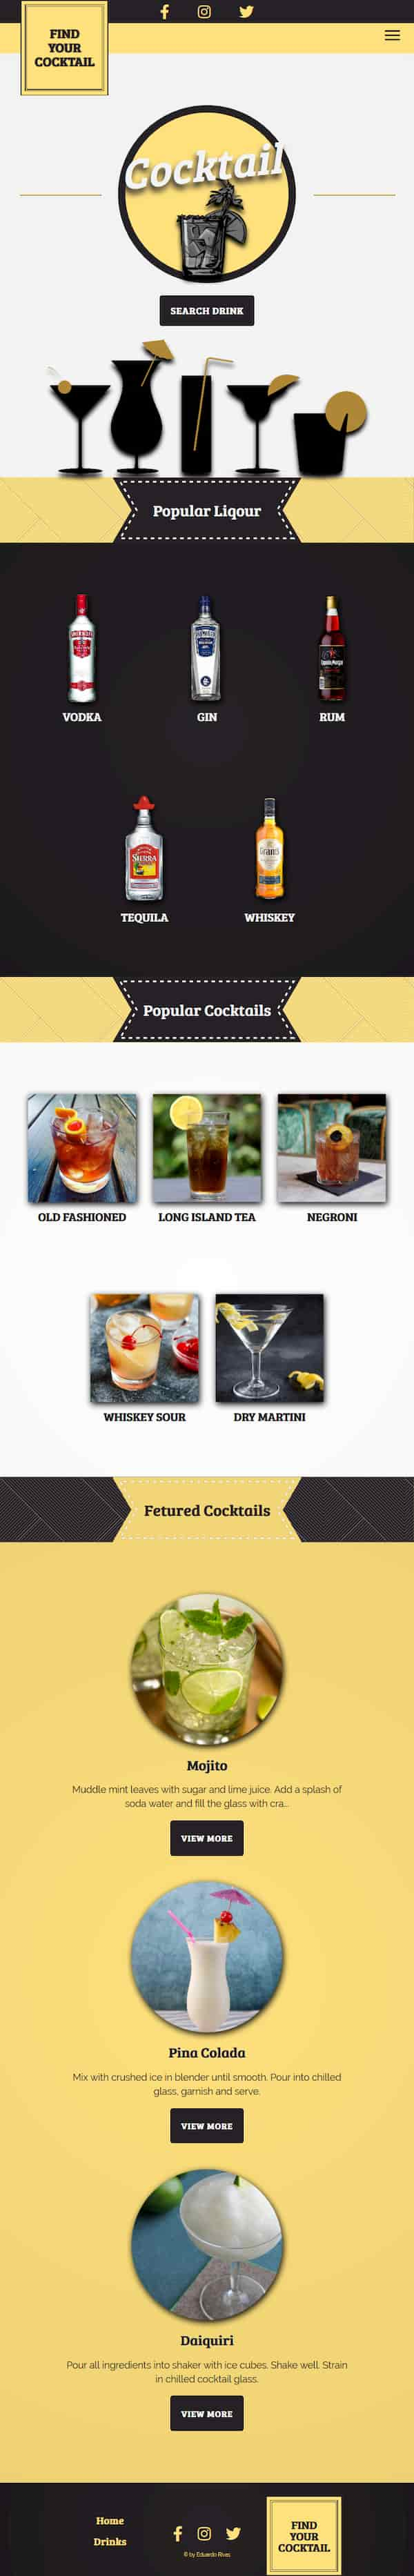 FIND
YOUR
COCKTAIL
Cocktail
SEARCH DRINK
Popular Liqour
VODKA
GIN
RUM
SIERRA
Grant's
TEQUILA
WHISKEY
Popular Cocktails
OLD FASHIONED
LONG ISLAND TEA
NEGRONI
WHISKEY SOUR
DRY MARTINI
Fetured Cocktails
Mojito
Muddle mint leaves with sugar and lime juice. Add a splash of
soda water and fill the glass with cra...
VIEW MORE
Pina Colada
Mix with crushed ice in blender until smooth. Pour into chilled
glass, garnish and serve.
VIEW MORE
Daiquiri
Pour all ingredients into shaker with ice cubes. Shake well. Strain
in chilled cocktail glass.
VIEW MORE
Home
Drinks
© by Eduardo Rivas
FIND
YOUR
COCKTAIL